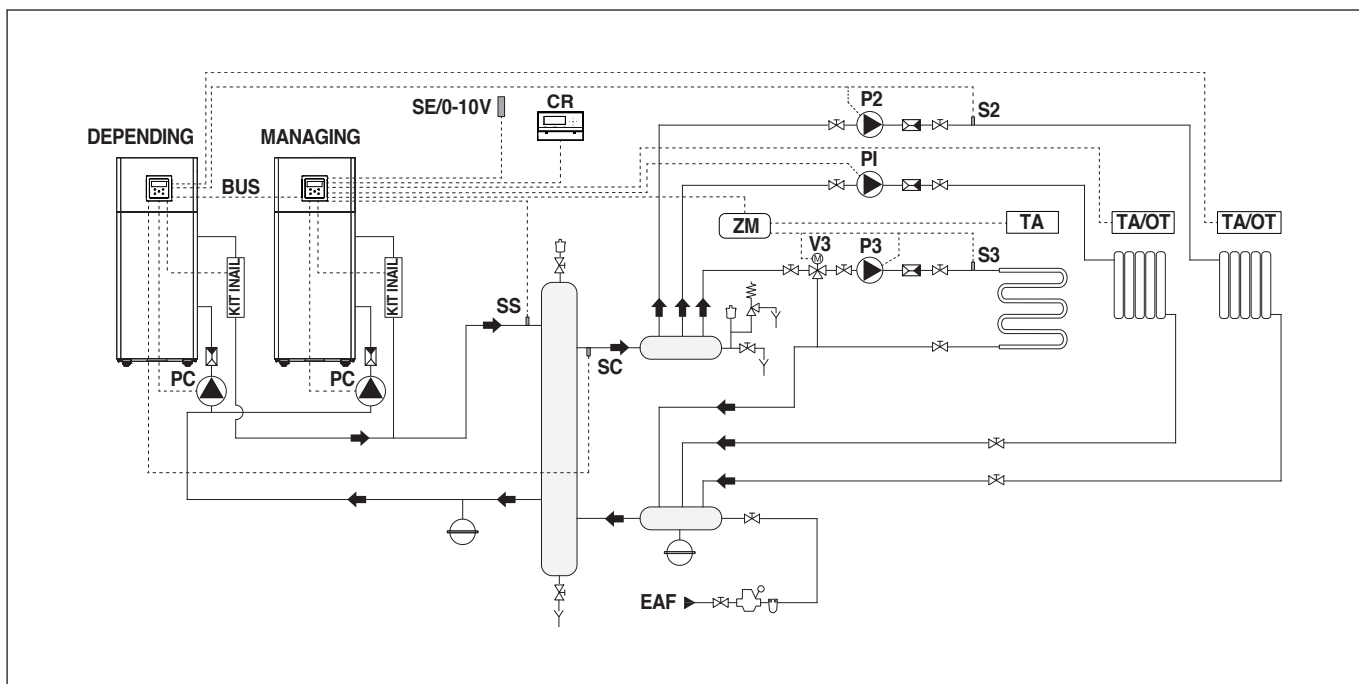 SE/0-10V
CR
P2
S2
DEPENDING
MANAGING
PI
BUS
ZM
TA
TA/OT
TA/OT
V3
P3
S3
KIT INAIL
KIT INAIL
M
SS
SC
PC
PC
EAF